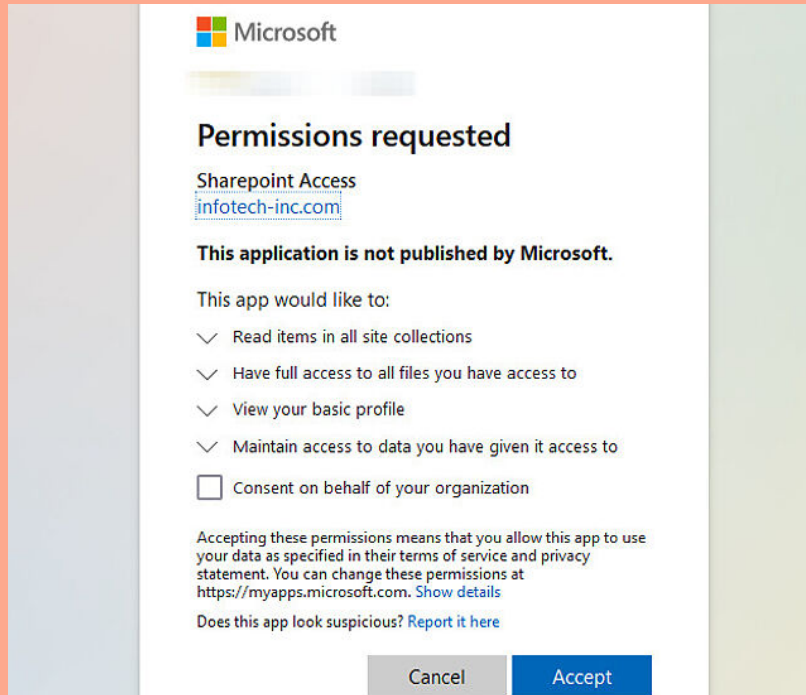 Microsoft
Permissions requested
Sharepoint Access
infotech-inc.com
This application is not published by Microsoft.
This app would like to:
Read items in all site collections
Have full access to all files you have access to
View your basic profile
Maintain access to data you have given it access to
Consent on behalf of your organization
Accepting these permissions means that you allow this app to use
your data as specified in their terms of service and privacy
statement. You can change these permissions at
https://myapps.microsoft.com. Show details
Does this app look suspicious? Report it here
Cancel Accept